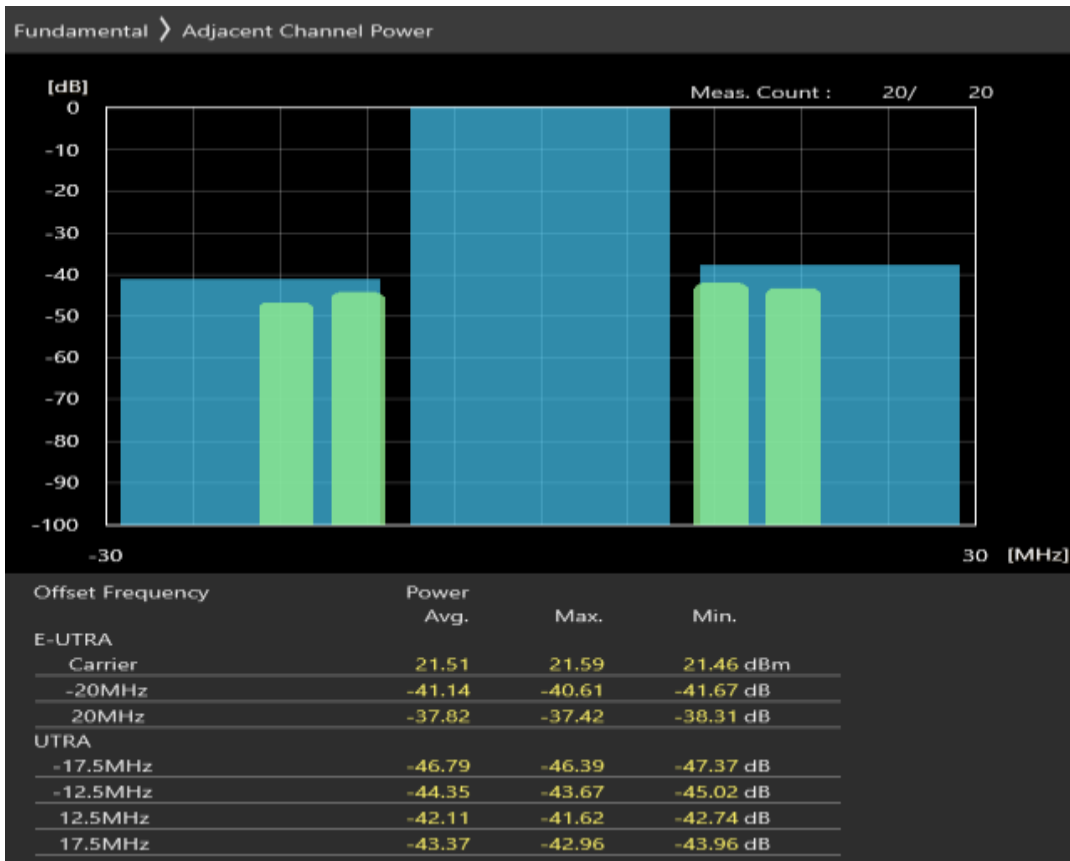 Fundamental ❯ Adjacent Channel Power
[dB]
Meas. Count : 20/ 20
0
-10
-20
-30
-40
-50
-60
-70
-80
-90
-100
-30 30 [MHz]
Offset Frequency Power
Avg. Max. Min.
E-UTRA
Carrier 21.51 21.59 21.46 dBm
-20MHz -41.14 -40.61 -41.67 dB
20MHz -37.82 -37.42 -38.31 dB
UTRA
-17.5MHz -46.79 -46.39 -47.37 dB
-12.5MHz -44.35 -43.67 -45.02 dB
12.5MHz -42.11 -41.62 -42.74 dB
17.5MHz -43.37 -42.96 -43.96 dB